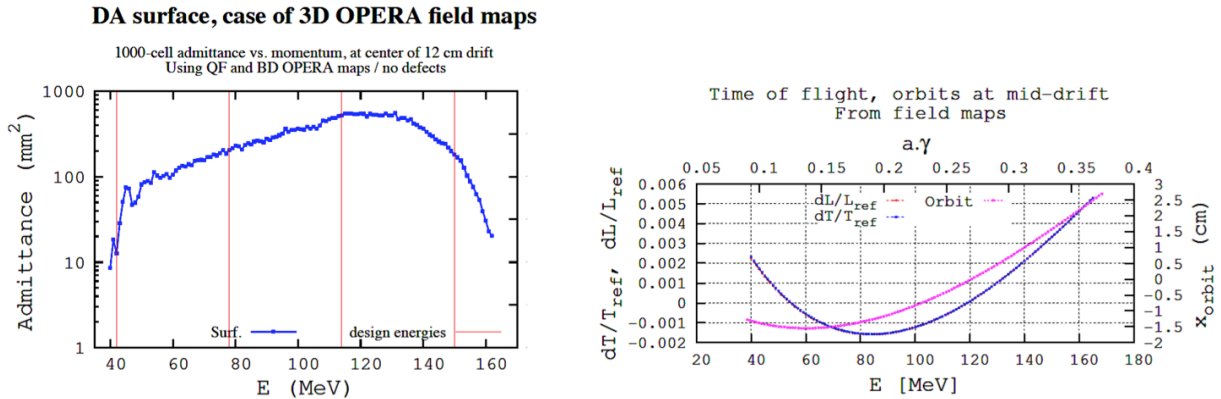 DA surface, case of 3D OPERA field maps
1000-cell admittance vs. momentum, at center of 12 cm drift
Using QF and BD OPERA maps / no defects
Admittance (mm²)
1000
100
10
1
Surf.
design energies
40 60 80 100 120 140 160
E (MeV)
Time of flight, orbits at mid-drift
From field maps
a.γ
0.05 0.1 0.15 0.2 0.25 0.3 0.35 0.4
dT/T_ref, dL/L_ref
0.006
0.005
0.004
0.003
0.002
0.001
0
-0.001
-0.002
dL/L_ref
dT/T_ref
Orbit
3
2.5
2
1.5
1
0.5
0
-0.5
-1
-1.5
-2
x_orbit (cm)
20 40 60 80 100 120 140 160 180
E [MeV]